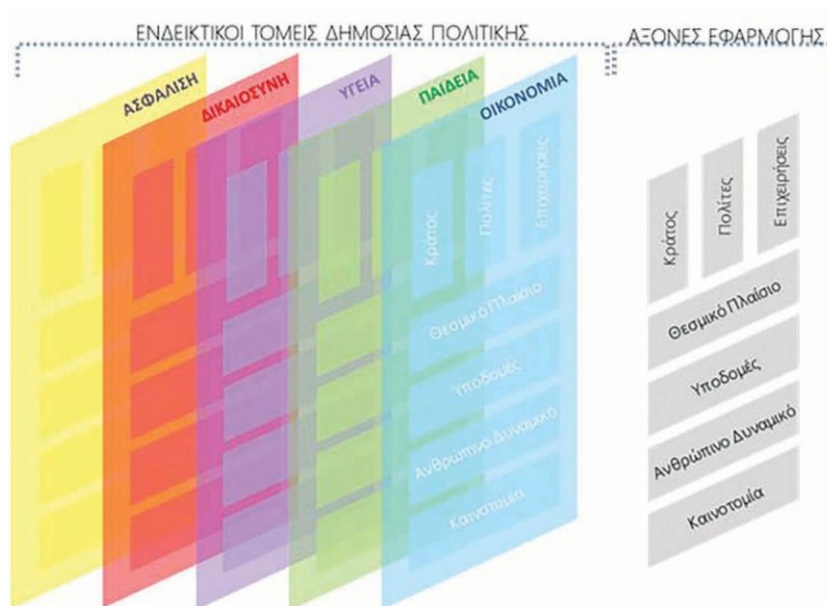 ΕΝΔΕΙΚΤΙΚΟΙ ΤΟΜΕΙΣ ΔΗΜΟΣΙΑΣ ΠΟΛΙΤΙΚΗΣ
ΑΞΟΝΕΣ ΕΦΑΡΜΟΓΗΣ
ΑΣΦΑΛΙΣΗ
ΔΙΚΑΙΟΣΥΝΗ
ΥΓΕΙΑ
ΠΑΙΔΕΙΑ
ΟΙΚΟΝΟΜΙΑ
Κράτος
Πολίτες
Επιχειρήσεις
Θεσμικό Πλαίσιο
Υποδομές
Ανθρώπινο Δυναμικό
Καινοτομία
Κράτος
Πολίτες
Επιχειρήσεις
Θεσμικό Πλαίσιο
Υποδομές
Ανθρώπινο Δυναμικό
Καινοτομία